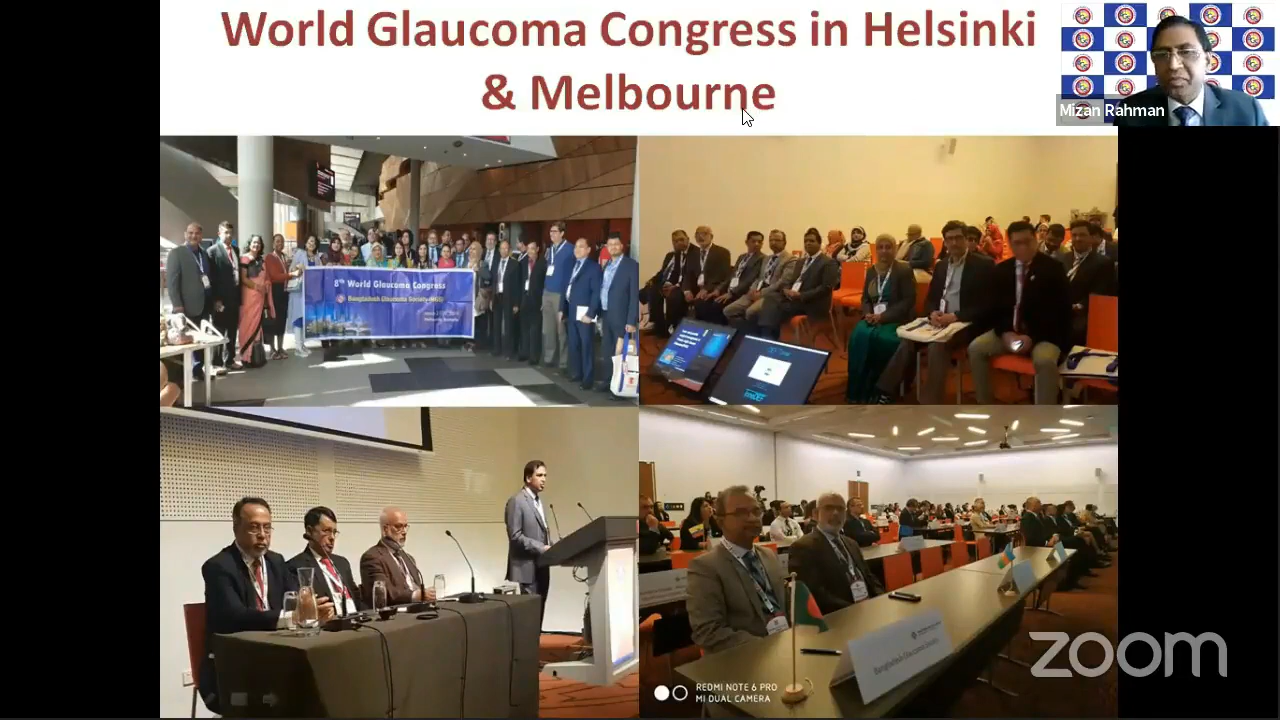 World Glaucoma Congress in Helsinki
& Melbourne
Mizan Rahman
8th World Glaucoma Congress
Bangladesh Glaucoma Society
Bangladesh Glaucoma Society
REDMI NOTE 6 PRO
MI DUAL CAMERA
zoom